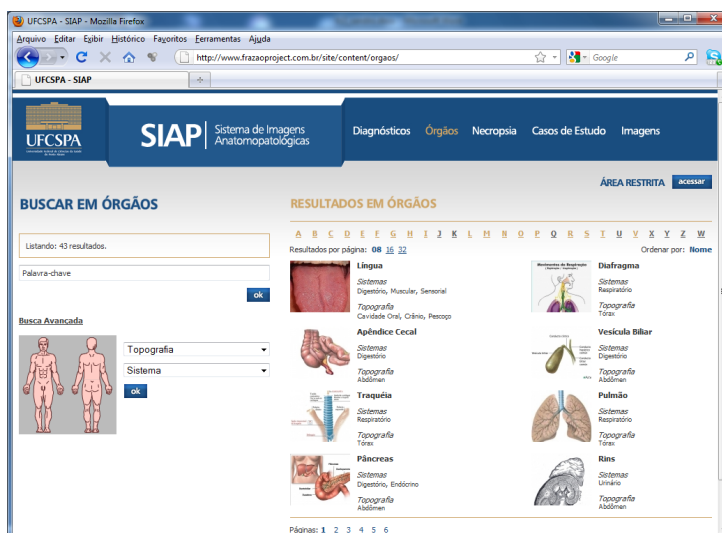 UFCSPA - SIAP - Mozilla Firefox
Arquivo Editar Exibir Histórico Favoritos Ferramentas Ajuda
http://www.frazaoproject.com.br/site/content/orgaos/
Google
UFCSPA - SIAP
UFCSPA
SIAP
Sistema de Imagens
Anatomopatológicas
Diagnósticos Órgãos Necropsia Casos de Estudo Imagens
ÁREA RESTRITA acessar
BUSCAR EM ÓRGÃOS
Listando: 43 resultados.
Palavra-chave
ok
Busca Avançada
Topografia
Sistema
ok
RESULTADOS EM ÓRGÃOS
A B C D E F G H I J K L M N O P Q R S T U V X Y Z W
Resultados por página: 08 16 32 Ordenar por: Nome
Língua
Sistemas
Digestório, Muscular, Sensorial
Topografia
Cavidade Oral, Crânio, Pescoço
Movimentos da Respiração
Diafragma
Sistemas
Respiratório
Topografia
Tórax
Apêndice Cecal
Sistemas
Digestório
Topografia
Abdômen
Vesícula Biliar
Sistemas
Digestório
Topografia
Abdômen
Traquéia
Sistemas
Respiratório
Topografia
Tórax
Pulmão
Sistemas
Respiratório
Topografia
Tórax
Pâncreas
Sistemas
Digestório, Endócrino
Topografia
Abdômen
Rins
Sistemas
Urinário
Topografia
Abdômen
Páginas: 1 2 3 4 5 6